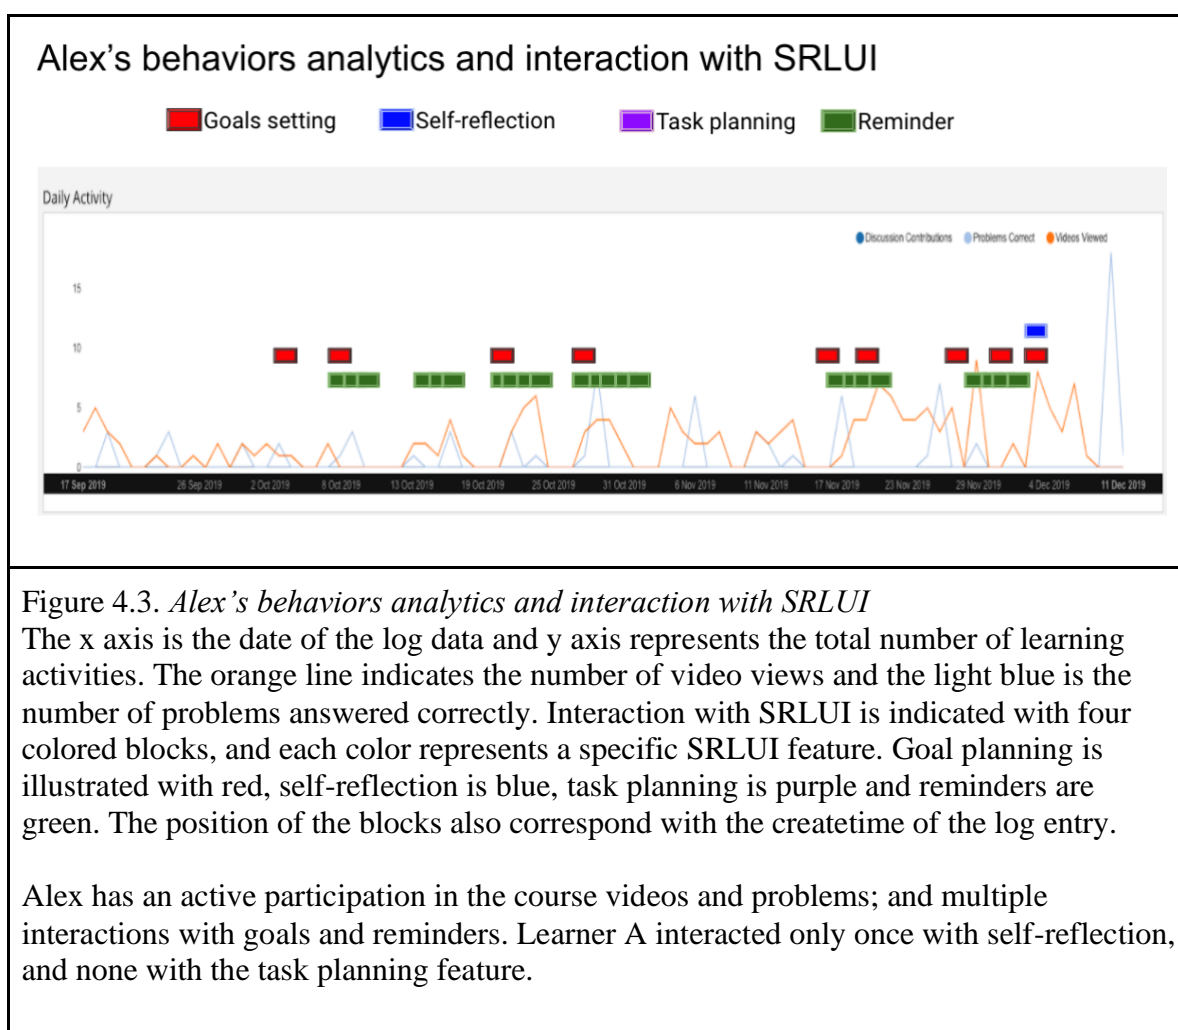 Alex’s behaviors analytics and interaction with SRLUI
Goals setting Self-reflection Task planning Reminder
Daily Activity
Discussion Contributions Problems Correct Videos Viewed
15
10
5
0
17 Sep 2019 26 Sep 2019 2 Oct 2019 8 Oct 2019 13 Oct 2019 19 Oct 2019 25 Oct 2019 31 Oct 2019 6 Nov 2019 11 Nov 2019 17 Nov 2019 23 Nov 2019 29 Nov 2019 4 Dec 2019 11 Dec 2019
Figure 4.3. Alex’s behaviors analytics and interaction with SRLUI
The x axis is the date of the log data and y axis represents the total number of learning
activities. The orange line indicates the number of video views and the light blue is the
number of problems answered correctly. Interaction with SRLUI is indicated with four
colored blocks, and each color represents a specific SRLUI feature. Goal planning is
illustrated with red, self-reflection is blue, task planning is purple and reminders are
green. The position of the blocks also correspond with the createtime of the log entry.
Alex has an active participation in the course videos and problems; and multiple
interactions with goals and reminders. Learner A interacted only once with self-reflection,
and none with the task planning feature.